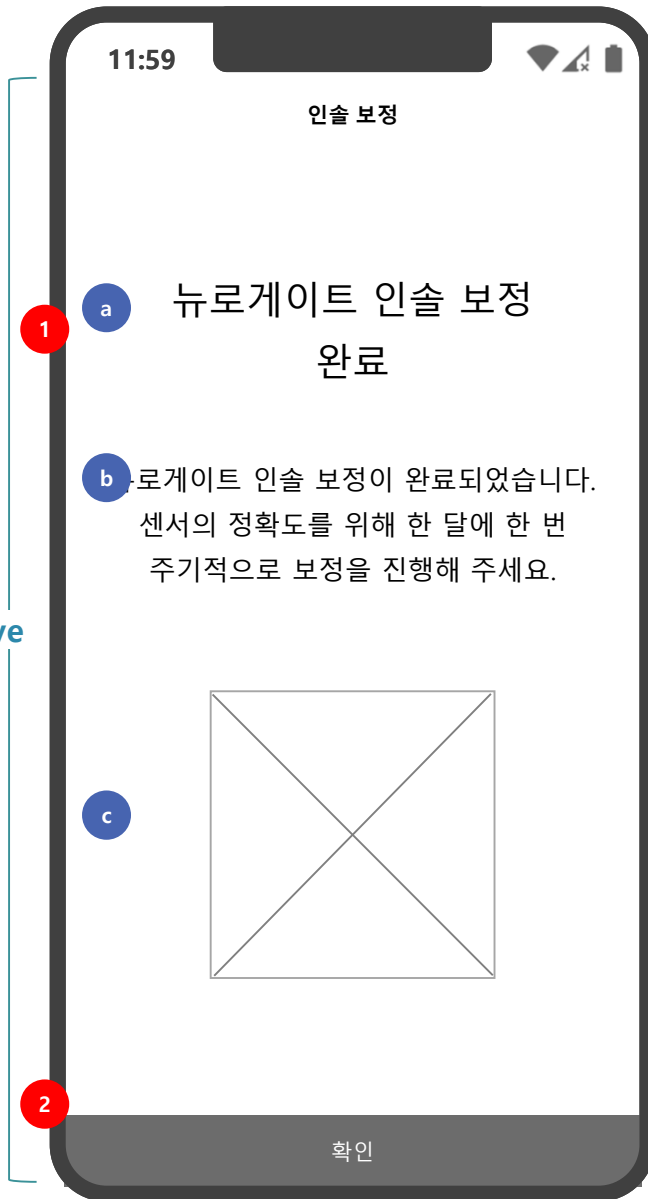 11:59
인솔 보정
1
a
뉴로게이트 인솔 보정
완료
b
로게이트 인솔 보정이 완료되었습니다.
센서의 정확도를 위해 한 달에 한 번
주기적으로 보정을 진행해 주세요.
ve
c
2
확인